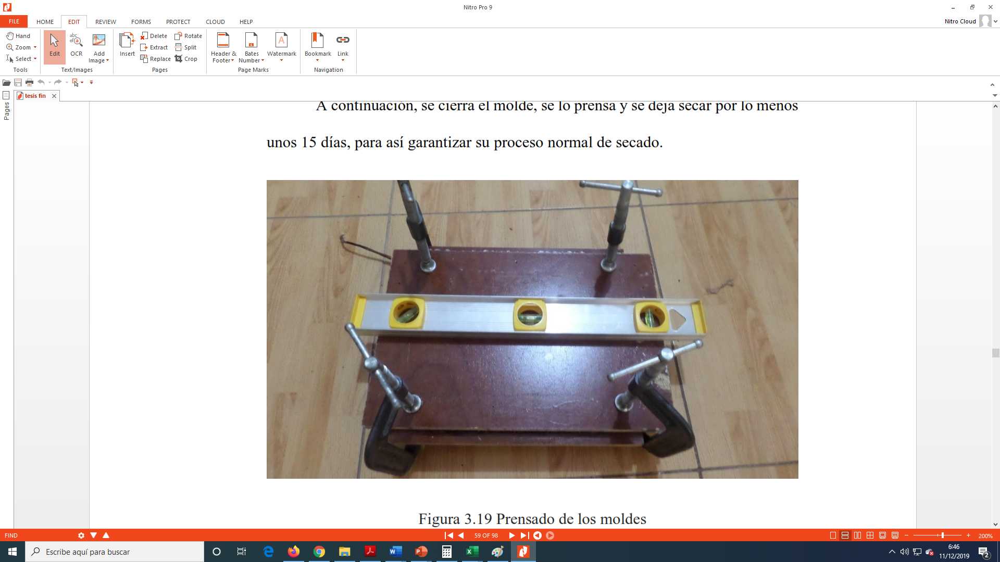 Nitro Pro 9
FILE HOME EDIT REVIEW FORMS PROTECT CLOUD HELP
Nitro Cloud
Hand
Zoom
Select
Tools
Edit
abc
ef a
OCR
Add
Image
Text/Images
Insert
Delete
Extract
Replace
Rotate
Split
Crop
Pages
Header &
Footer
Bates
Number
Watermark
Page Marks
Bookmark
Link
Navigation
tesis fin
Pages
A continuación, se cierra el molde, se lo prensa y se deja secar por lo menos
unos 15 días, para así garantizar su proceso normal de secado.
Figura 3.19 Prensado de los moldes
FIND
59 OF 98
200%
Escribe aquí para buscar
6:46
11/12/2019
2